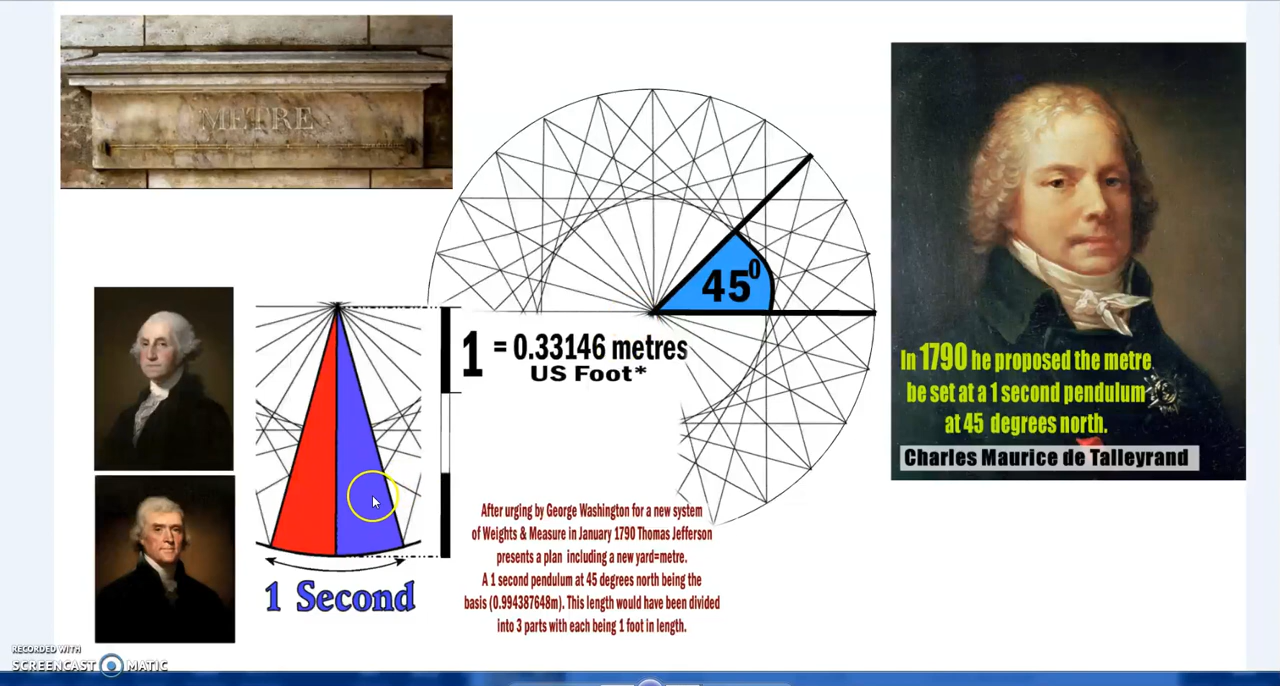 METRE
45⁰
1 = 0.33146 metres
US Foot*
In 1790 he proposed the metre
be set at a 1 second pendulum
at 45 degrees north.
Charles Maurice de Talleyrand
1 Second
After urging by George Washington for a new system
of Weights & Measure in January 1790 Thomas Jefferson
presents a plan including a new yard=metre.
A 1 second pendulum at 45 degrees north being the
basis (0.994387648m). This length would have been divided
into 3 parts with each being 1 foot in length.
RECORDED WITH
SCREENCAST MATIC